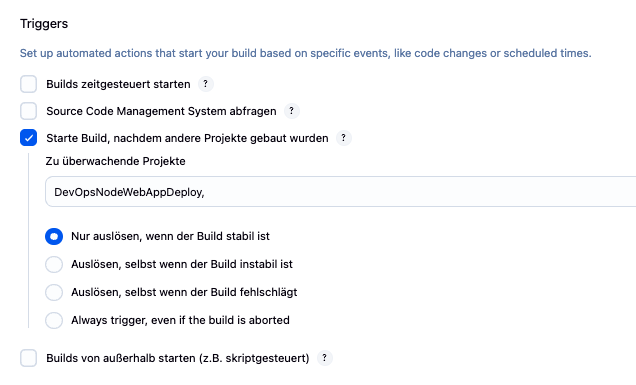 Triggers
Set up automated actions that start your build based on specific events, like code changes or scheduled times.
Builds zeitgesteuert starten ?
Source Code Management System abfragen ?
Starte Build, nachdem andere Projekte gebaut wurden ?
Zu überwachende Projekte
DevOpsNodeWebAppDeploy,
Nur auslösen, wenn der Build stabil ist
Auslösen, selbst wenn der Build instabil ist
Auslösen, selbst wenn der Build fehlschlägt
Always trigger, even if the build is aborted
Builds von außerhalb starten (z.B. skriptgesteuert) ?